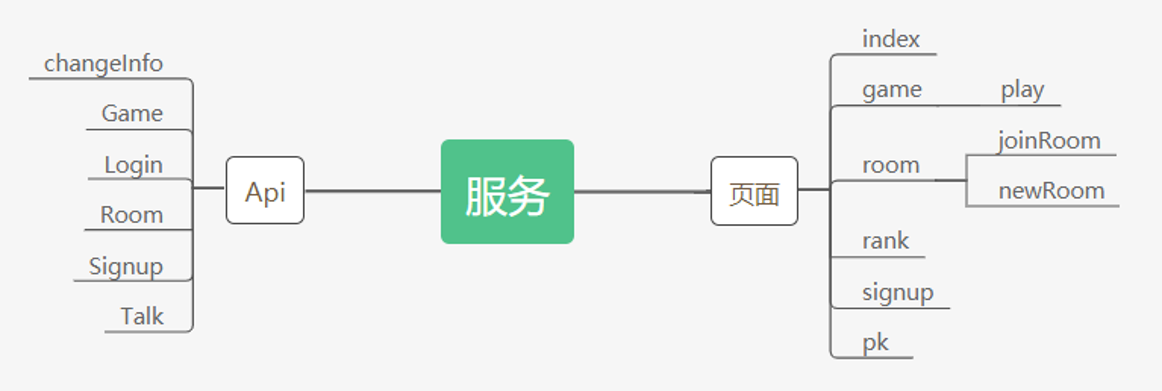 changeInfo
Game
Login
Room
Signup
Talk
Api
服务
页面
index
game
play
room
joinRoom
newRoom
rank
signup
pk